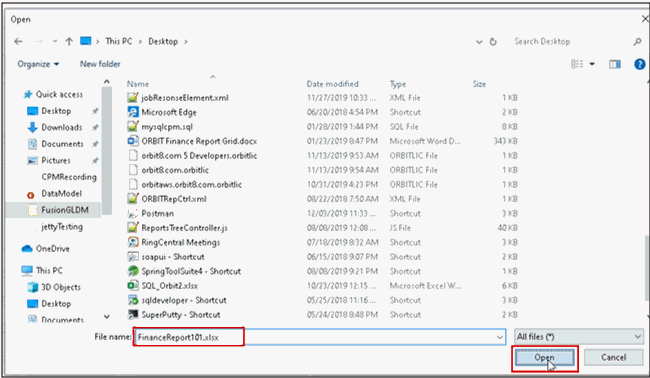 Open
This PC > Desktop >
Search Desktop
Organize New folder
Name Date modified Type Size
Quick access
Desktop
Downloads
Documents
Pictures
CPMRecording
DataModel
FusionGLDM
jettyTesting
OneDrive
This PC
3D Objects
Desktop
Documents
jobResonseElement.xml 11/27/2019 10:33 ... XML File 1 KB
Microsoft Edge 06/20/2018 4:54 PM Shortcut 2 KB
mysqlcpm.sql 01/28/2019 1:44 PM SQL File 8 KB
ORBIT Finance Report Grid.docx 01/23/2019 8:47 PM Microsoft Word D... 343 KB
orbit8.com 5 Developers.orbitlic 11/13/2019 9:53 AM ORBITLIC File 1 KB
orbit8.com.orbitlic 11/13/2019 9:54 AM ORBITLIC File 1 KB
orbitaws.orbit8.com.orbitlic 10/31/2019 4:23 PM ORBITLIC File 1 KB
ORBITRepCtrl.xml 08/22/2018 7:50 AM XML File 1 KB
Postman 12/03/2019 11:33 ... Shortcut 3 KB
ReportsTreeController.js 08/08/2019 12:08 ... JS File 40 KB
RingCentral Meetings 07/18/2019 8:32 AM Shortcut 3 KB
soapui - Shortcut 06/15/2018 9:07 PM Shortcut 2 KB
SpringToolSuite4 - Shortcut 08/08/2019 9:21 PM Shortcut 1 KB
SQL_Orbit2.xlsx 10/23/2019 12:15 ... Microsoft Excel W... 9 KB
sqldeveloper - Shortcut 05/25/2018 11:16 ... Shortcut 3 KB
SuperPutty - Shortcut 05/24/2018 8:48 PM Shortcut 3 KB
File name: FinanceReport101.xlsx All files (*)
Open Cancel